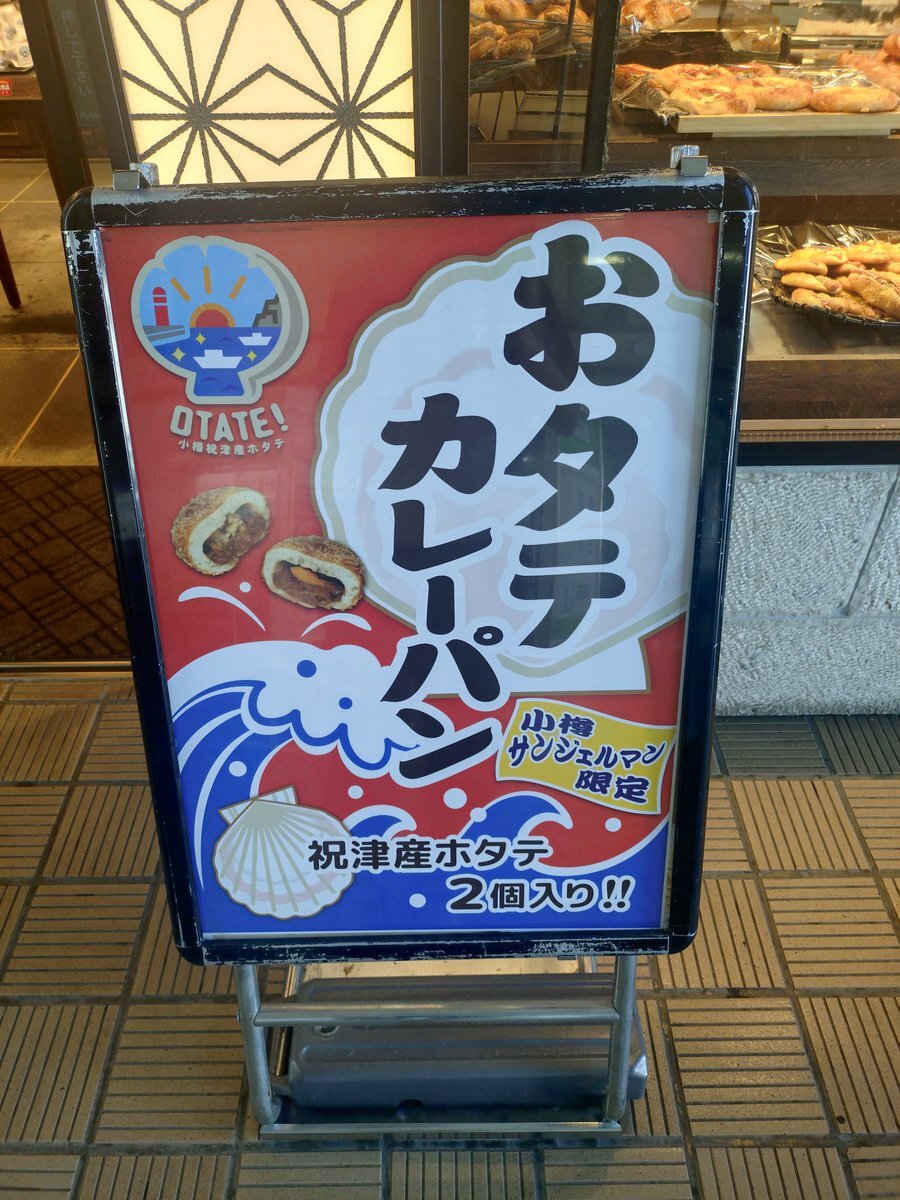 おタテ
カレーパン
OTATE!
小樽祝津産ホタテ
小樽
サンジェルマン
限定
祝津産ホタテ
2個入り!!